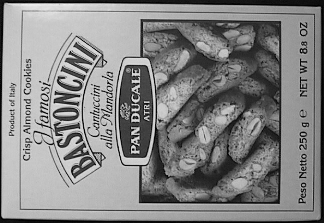 Product of Italy
Crisp Almond Cookies
Famosi
BASTONCINI
Cantuccini
alla Mandorla
PAN DUCALE
ATRI
Peso Netto 250 g e NET WT 8.8 OZ